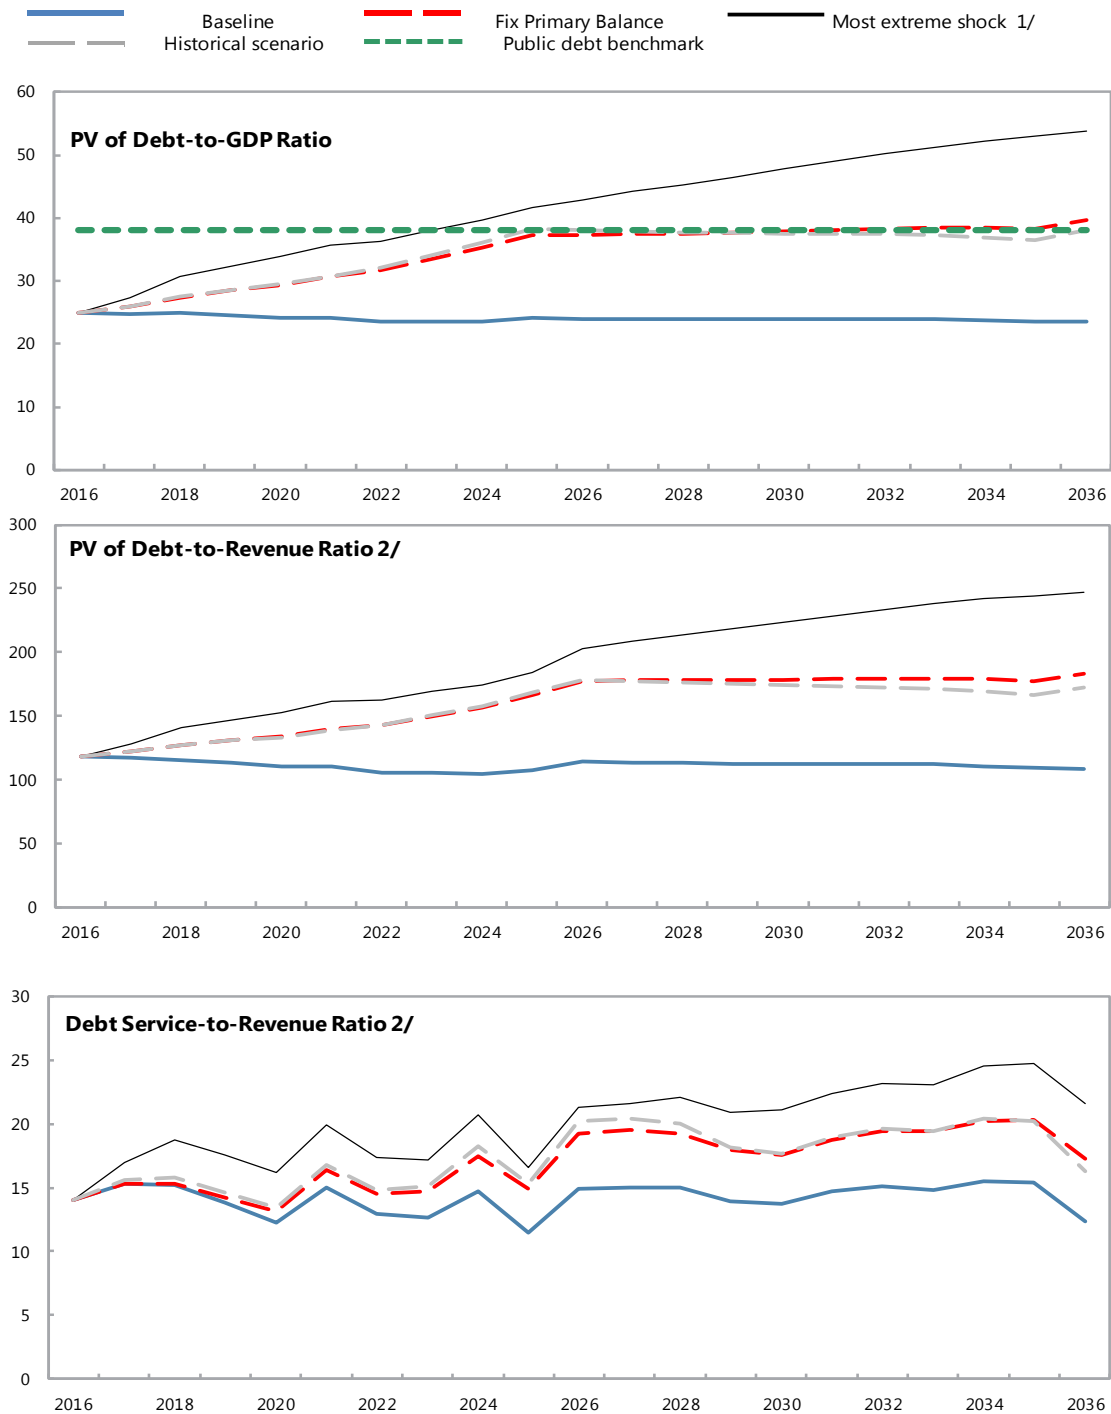 Baseline Fix Primary Balance Most extreme shock 1/
Historical scenario Public debt benchmark
60
PV of Debt-to-GDP Ratio
50
40
30
20
10
0
2016 2018 2020 2022 2024 2026 2028 2030 2032 2034 2036
300
PV of Debt-to-Revenue Ratio 2/
250
200
150
100
50
0
2016 2018 2020 2022 2024 2026 2028 2030 2032 2034 2036
30
Debt Service-to-Revenue Ratio 2/
25
20
15
10
5
0
2016 2018 2020 2022 2024 2026 2028 2030 2032 2034 2036